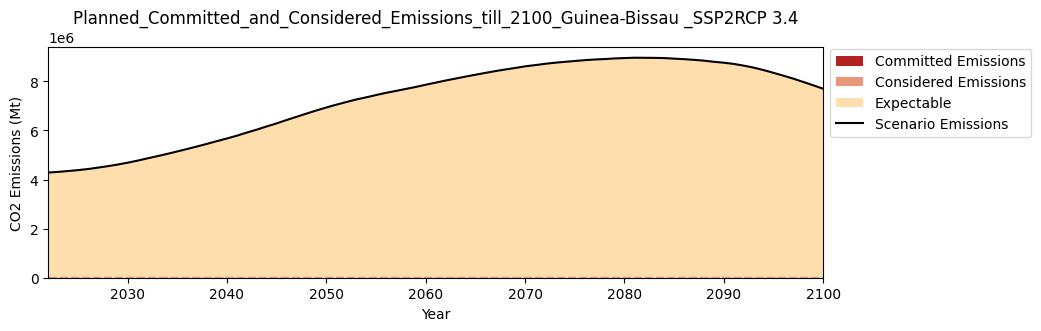 Planned_Committed_and_Considered_Emissions_till_2100_Guinea-Bissau _SSP2RCP 3.4
1e6
CO2 Emissions (Mt)
8
6
4
2
0
2030 2040 2050 2060 2070 2080 2090 2100
Year
Committed Emissions
Considered Emissions
Expectable
Scenario Emissions